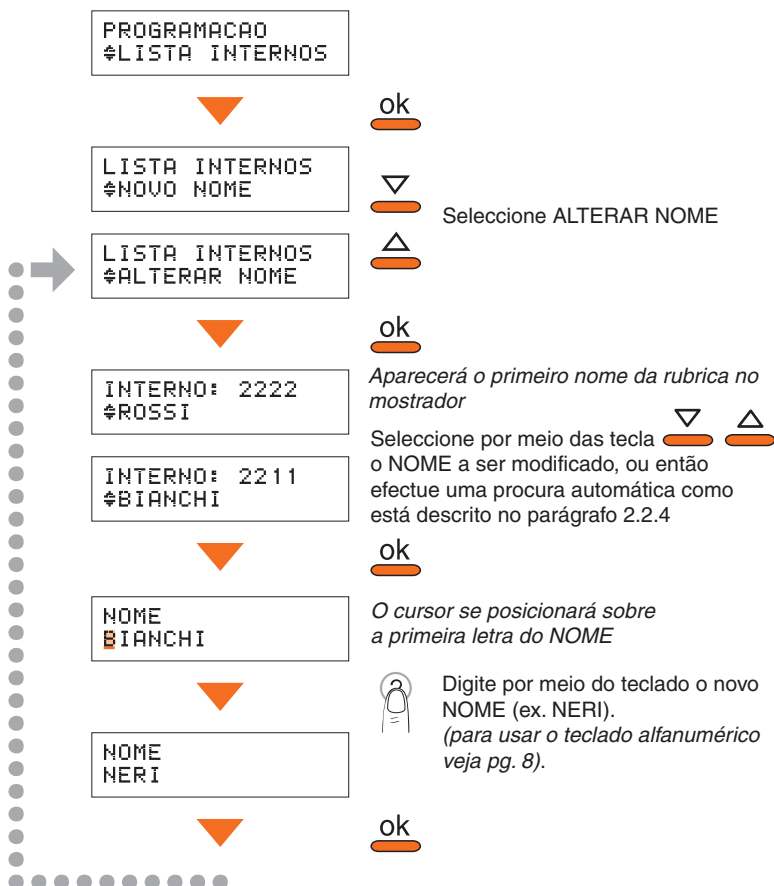 PROGRAMACAO
≑LISTA INTERNOS
ok
LISTA INTERNOS
≑NOVO NOME
Seleccione ALTERAR NOME
LISTA INTERNOS
≑ALTERAR NOME
ok
INTERNO: 2222
≑ROSSI
Aparecerá o primeiro nome da rubrica no
mostrador
INTERNO: 2211
≑BIANCHI
Seleccione por meio das tecla
o NOME a ser modificado, ou então
efectue uma procura automática como
está descrito no parágrafo 2.2.4
ok
NOME
BIANCHI
O cursor se posicionará sobre
a primeira letra do NOME
2
Digite por meio do teclado o novo
NOME (ex. NERI).
(para usar o teclado alfanumérico
veja pg. 8).
NOME
NERI
ok